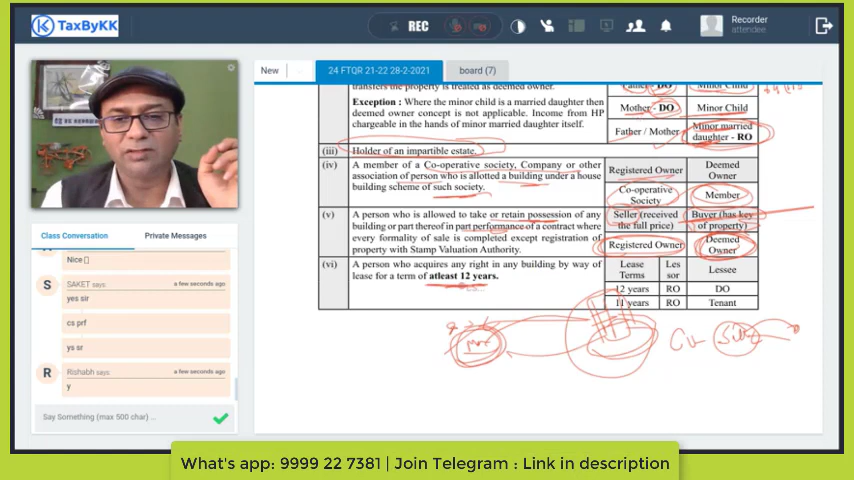 TaxByKK
REC
Recorder
attendee
New
24 FTQR 21-22 28-2-2021
board (7)
transfers the property is treated as deemed owner.
Exception : Where the minor child is a married daughter then
deemed owner concept is not applicable. Income from HP
chargeable in the hands of minor married daughter itself.
Father - DO
Minor Child
Mother - DO
Minor Child
Father / Mother
Minor married
daughter - RO
(iii)
Holder of an impartible estate.
(iv)
A member of a Co-operative society, Company or other
association of person who is allotted a building under a house
building scheme of such society.
Registered Owner
Deemed
Owner
Co-operative
Society
Member
(v)
A person who is allowed to take or retain possession of any
building or part thereof in part performance of a contract where
every formality of sale is completed except registration of
property with Stamp Valuation Authority.
Seller (received
the full price)
Buyer (has key
of property)
Registered Owner
Deemed
Owner
(vi)
A person who acquires any right in any building by way of
lease for a term of atleast 12 years.
Lease
Terms
Les
sor
Lessee
12 years
RO
DO
11 years
RO
Tenant
Class Conversation
Private Messages
Nice
S
SAKET says:
a few seconds ago
yes sir
cs prf
ys sr
R
Rishabh says:
a few seconds ago
y
Say Something (max 500 char) ...
What's app: 9999 22 7381 | Join Telegram : Link in description